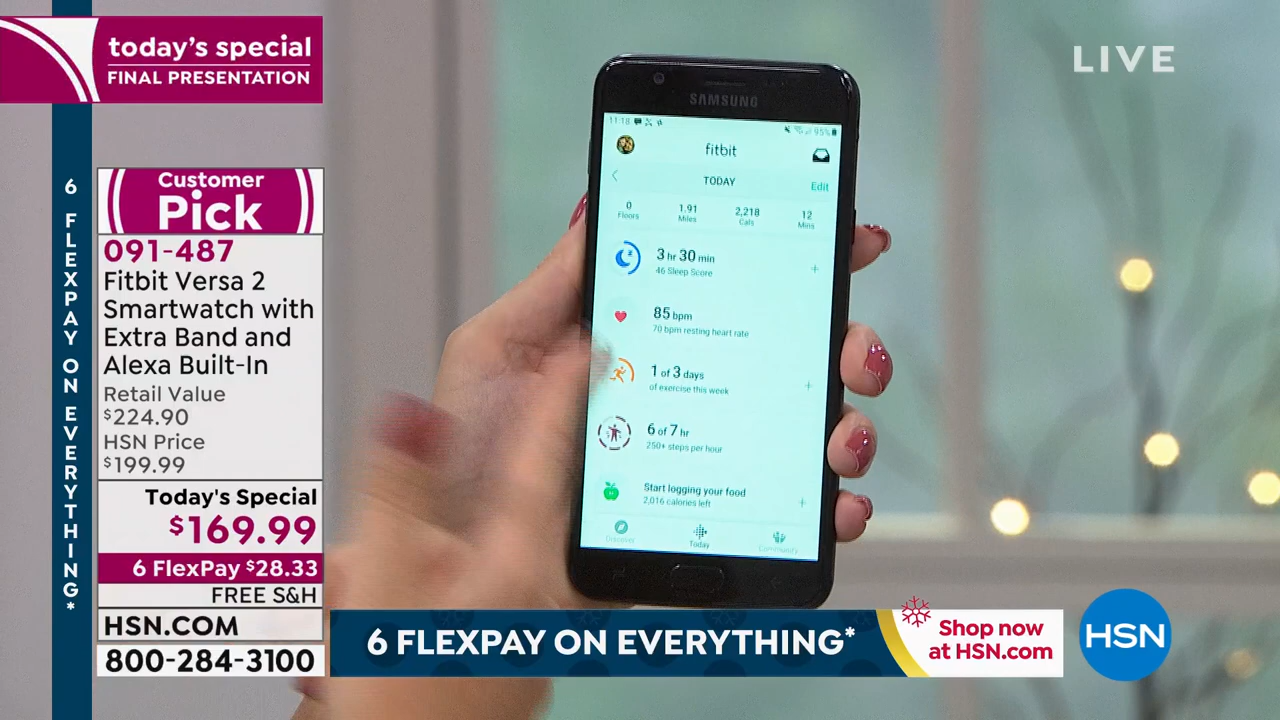 today's special
FINAL PRESENTATION
LIVE
6 FLEXPAY ON EVERYTHING*
Customer
Pick
091-487
Fitbit Versa 2
Smartwatch with
Extra Band and
Alexa Built-In
Retail Value
$224.90
HSN Price
$199.99
Today's Special
$169.99
6 FlexPay $28.33
FREE S&H
HSN.COM
800-284-3100
SAMSUNG
11:18
95%
fitbit
TODAY
Edit
0 1.91 2,218 12
Floors Miles Cals Mins
3 hr 30 min
46 Sleep Score
85 bpm
70 bpm resting heart rate
1 of 3 days
of exercise this week
6 of 7 hr
250+ steps per hour
Start logging your food
2,016 calories left
Discover Today Community
6 FLEXPAY ON EVERYTHING*
Shop now
at HSN.com
HSN